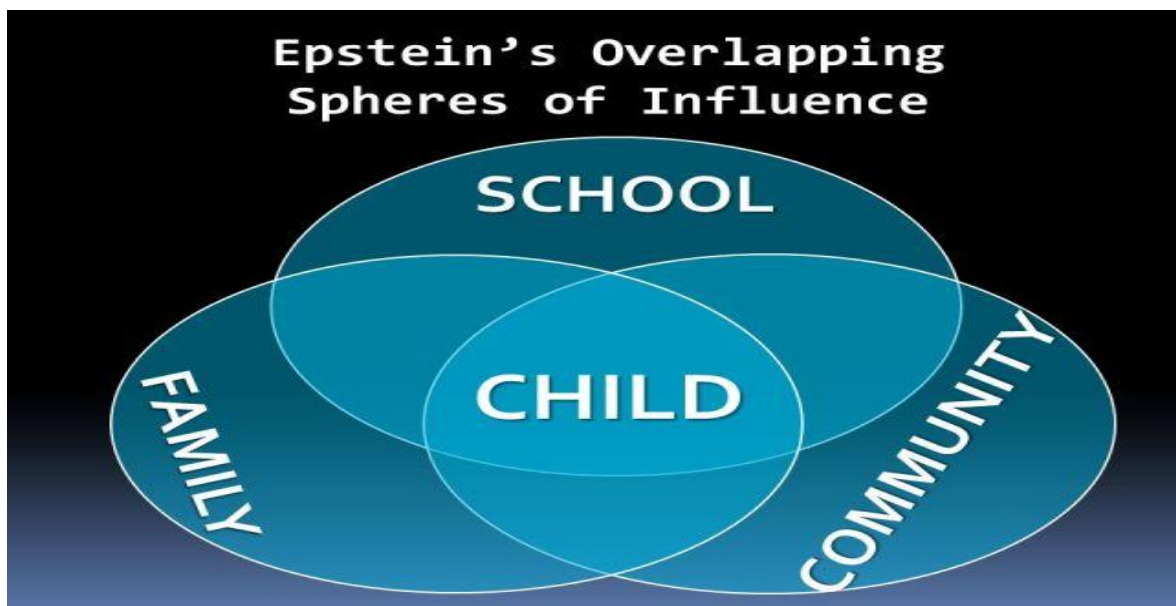 Epstein’s Overlapping
Spheres of Influence
SCHOOL
FAMILY
CHILD
COMMUNITY